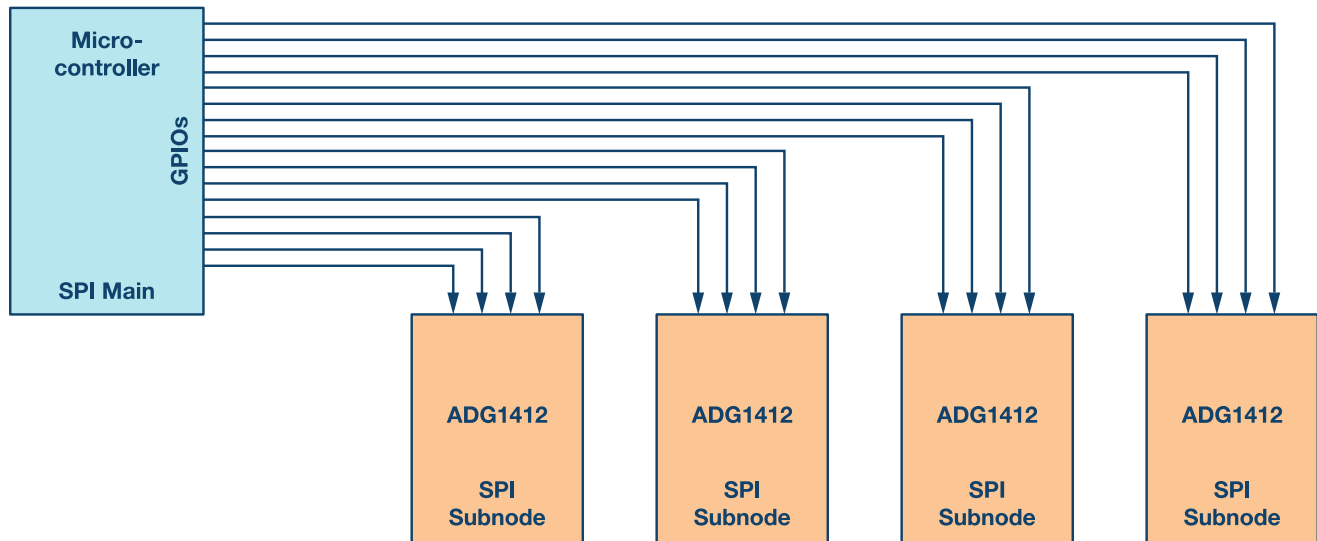 Micro-
controller
GPIOs
SPI Main
ADG1412
SPI
Subnode
ADG1412
SPI
Subnode
ADG1412
SPI
Subnode
ADG1412
SPI
Subnode